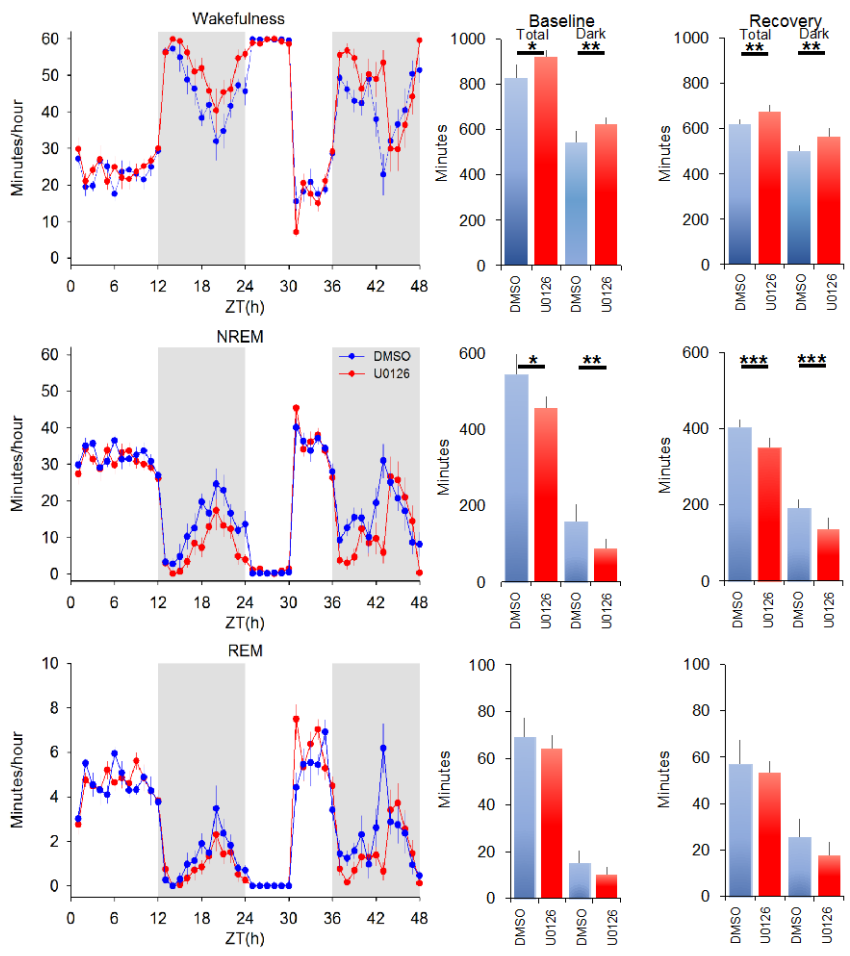 Wakefulness
Baseline
Recovery
Total
Dark
Total
Dark
*
**
**
**
60
50
40
30
20
10
0
Minutes/hour
0
6
12
18
24
30
36
42
48
ZT(h)
1000
800
600
400
200
0
Minutes
DMSO
U0126
DMSO
U0126
1000
800
600
400
200
0
Minutes
DMSO
U0126
DMSO
U0126
NREM
DMSO
U0126
60
50
40
30
20
10
0
Minutes/hour
0
6
12
18
24
30
36
42
48
ZT(h)
*
**
600
400
200
0
Minutes
DMSO
U0126
DMSO
U0126
***
***
600
400
200
0
Minutes
DMSO
U0126
DMSO
U0126
REM
10
8
6
4
2
0
Minutes/hour
0
6
12
18
24
30
36
42
48
ZT(h)
100
80
60
40
20
0
Minutes
DMSO
U0126
DMSO
U0126
100
80
60
40
20
0
Minutes
DMSO
U0126
DMSO
U0126